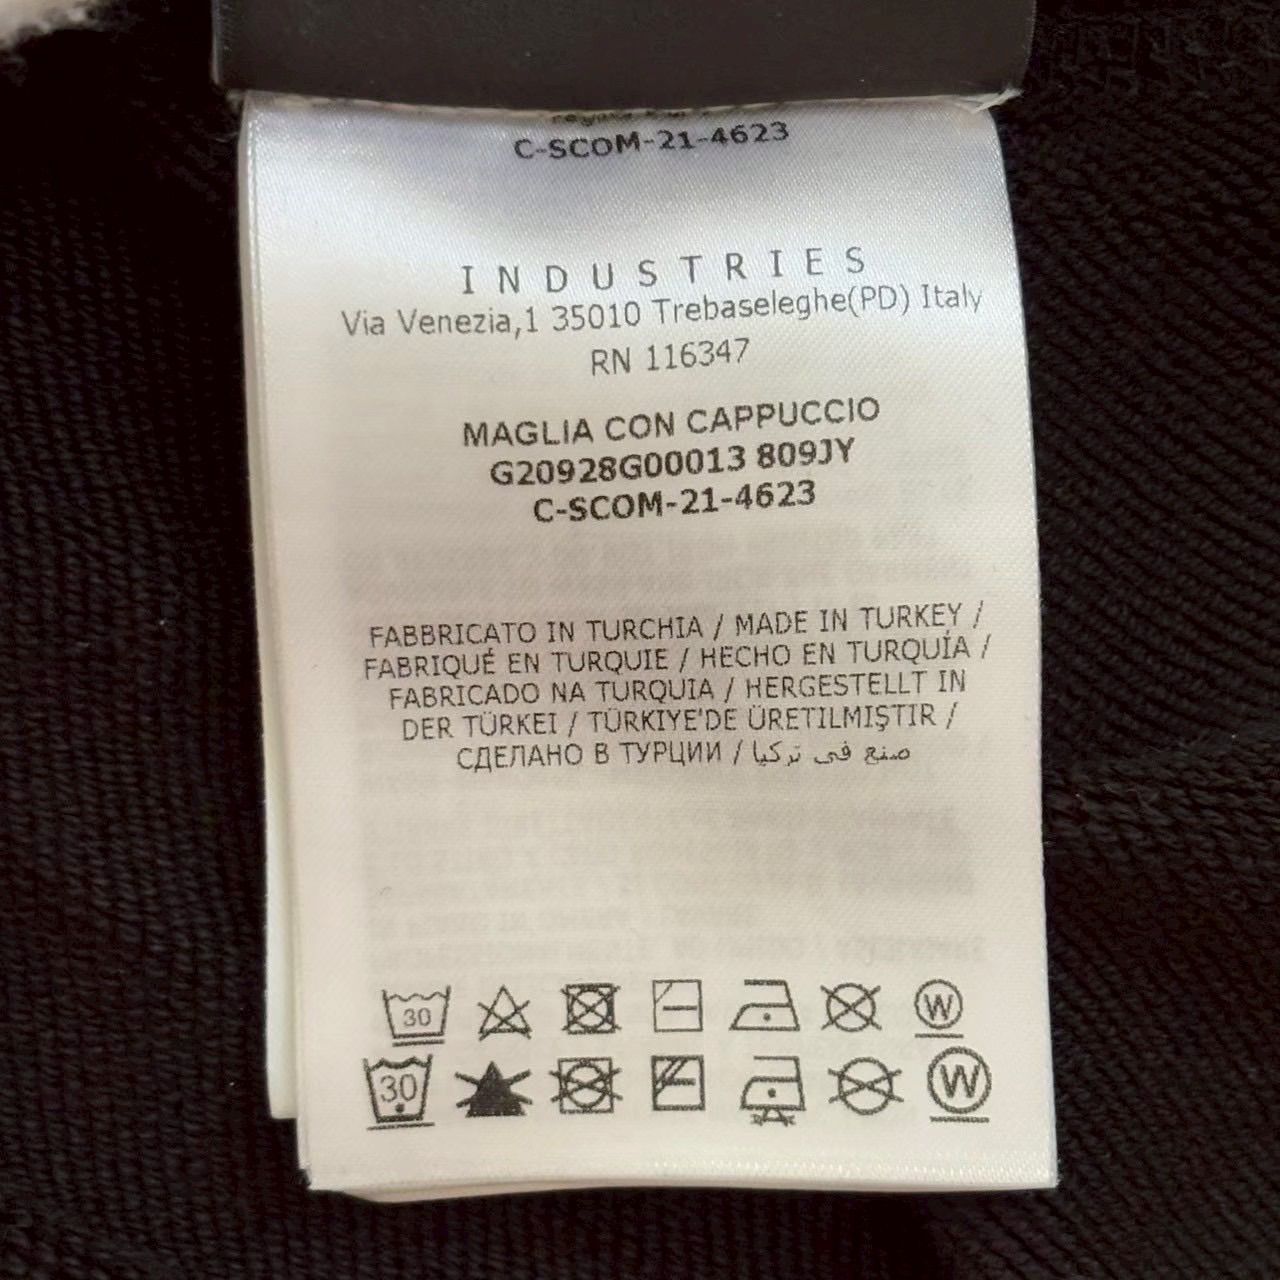 C-SCOM-21-4623
INDUSTRIES
Via Venezia,1 35010 Trebaseleghe(PD) Italy
RN 116347
MAGLIA CON CAPPUCCIO
G20928G00013 809JY
C-SCOM-21-4623
FABBRICATO IN TURCHIA / MADE IN TURKEY /
FABRIQUÉ EN TURQUIE / HECHO EN TURQUÍA /
FABRICADO NA TURQUIA / HERGESTELLT IN
DER TÜRKEI / TÜRKIYE'DE ÜRETILMIŞTIR /
СДЕЛАНО В ТУРЦИИ / صنع في تركيا
30 W
30 W